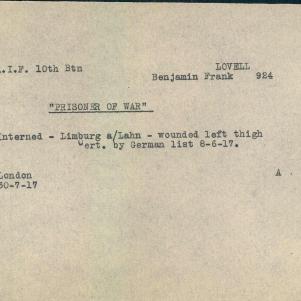 .I.F. 10th Btn
LOVELL
Benjamin Frank 924
"PRISONER OF WAR"
Interned - Limburg a/Lahn - wounded left thigh
ert. by German list 8-6-17.
London
30-7-17
A